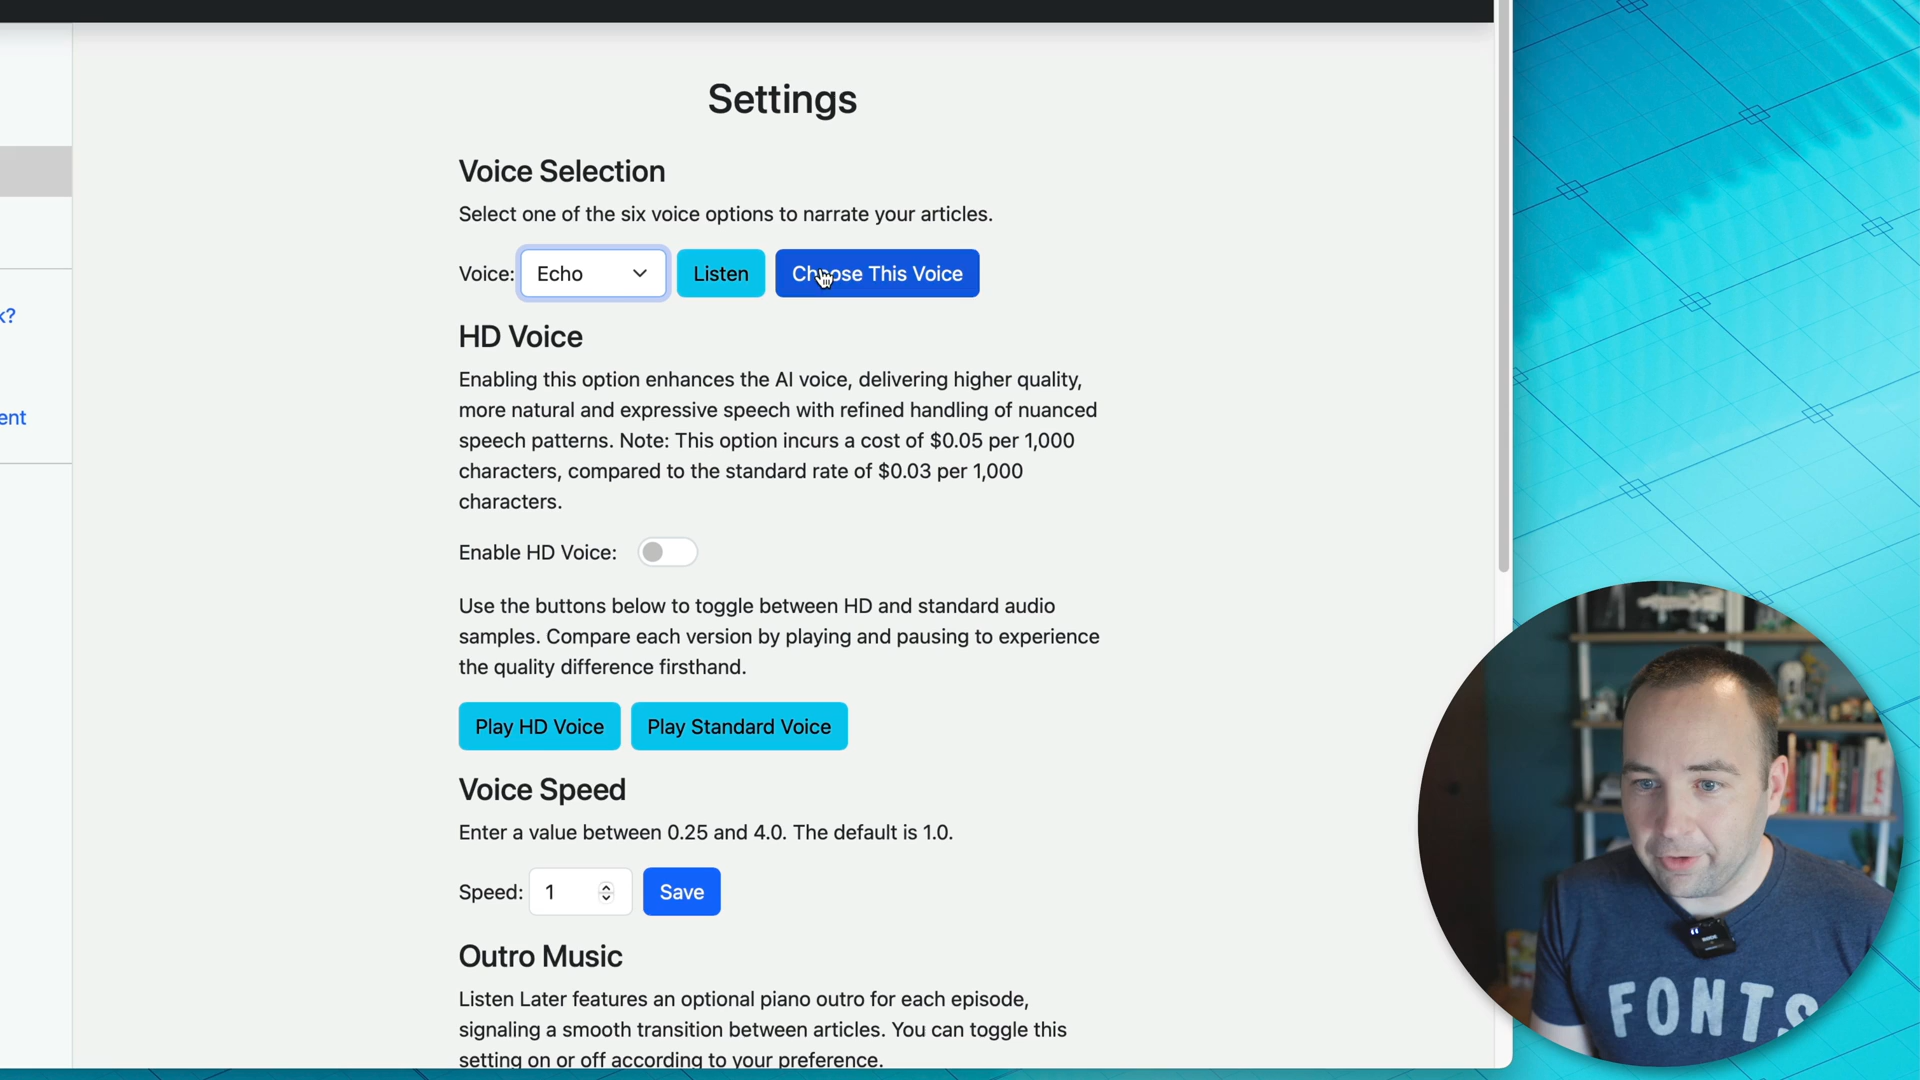 Settings
Voice Selection
Select one of the six voice options to narrate your articles.
Voice: Echo Listen Choose This Voice
HD Voice
k?
Enabling this option enhances the AI voice, delivering higher quality,
more natural and expressive speech with refined handling of nuanced
ent
speech patterns. Note: This option incurs a cost of $0.05 per 1,000
characters, compared to the standard rate of $0.03 per 1,000
characters.
Enable HD Voice:
Use the buttons below to toggle between HD and standard audio
samples. Compare each version by playing and pausing to experience
the quality difference firsthand.
Play HD Voice Play Standard Voice
Voice Speed
Enter a value between 0.25 and 4.0. The default is 1.0.
Speed: 1 Save
Outro Music
Listen Later features an optional piano outro for each episode,
signaling a smooth transition between articles. You can toggle this
setting on or off according to your preference.
FONTS